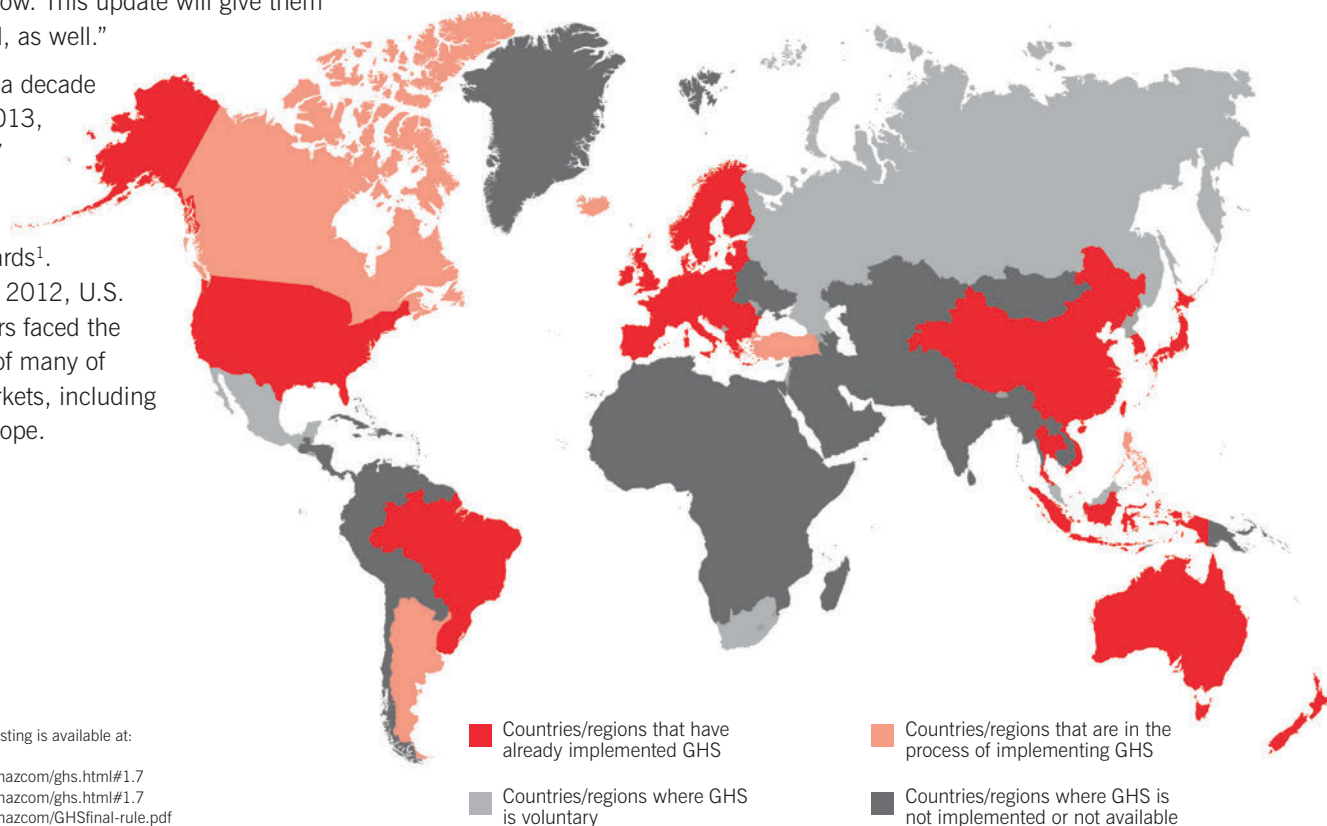 ow. This update will give them
l, as well.”
a decade
013,
ards¹.
2012, U.S.
rs faced the
of many of
rkets, including
ope.
sting is available at:
nazcom/ghs.html#1.7
nazcom/ghs.html#1.7
nazcom/GHSfinal-rule.pdf
Countries/regions that have
already implemented GHS
Countries/regions where GHS
is voluntary
Countries/regions that are in the
process of implementing GHS
Countries/regions where GHS is
not implemented or not available